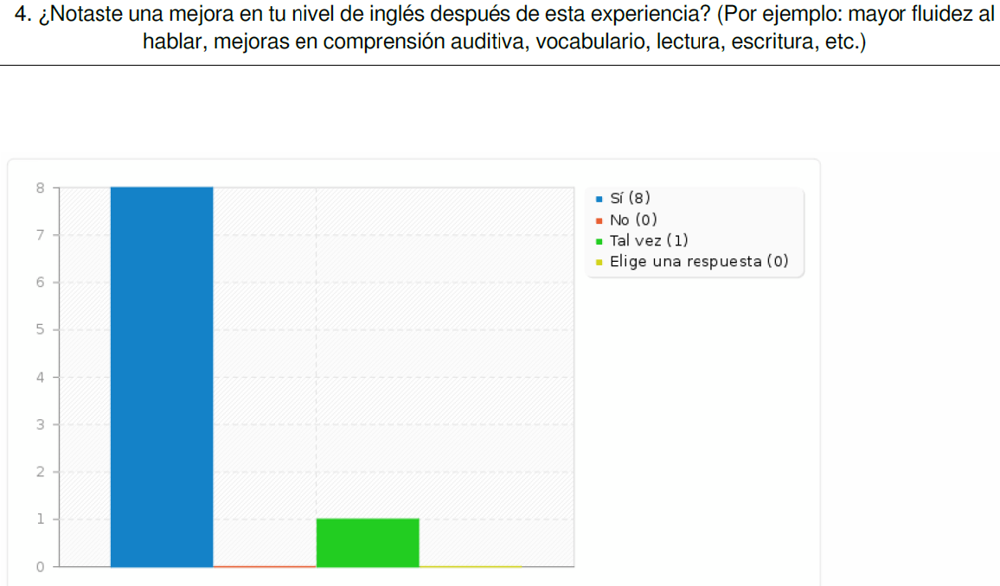 4. ¿Notaste una mejora en tu nivel de inglés después de esta experiencia? (Por ejemplo: mayor fluidez al
hablar, mejoras en comprensión auditiva, vocabulario, lectura, escritura, etc.)
8
7
6
5
4
3
2
1
0
Sí (8)
No (0)
Tal vez (1)
Elige una respuesta (0)